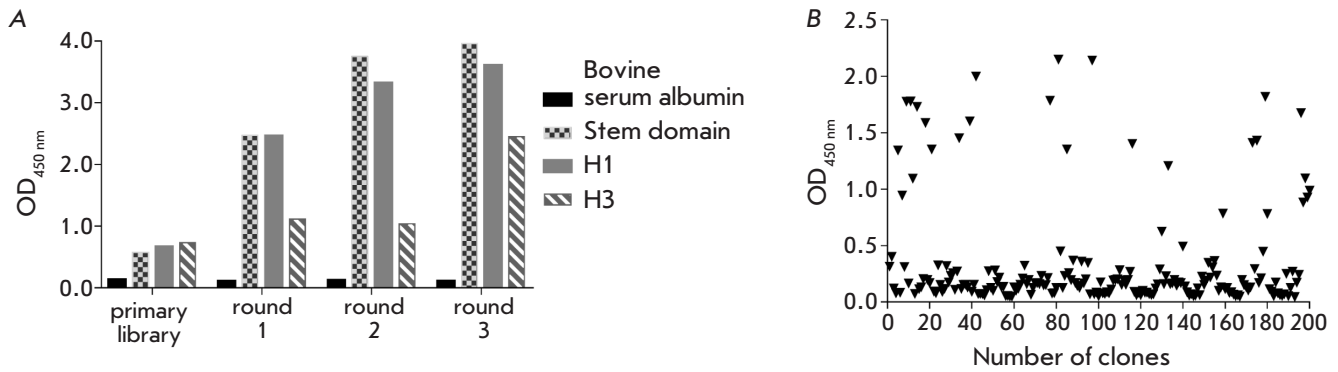 A
OD450 nm
4.0
3.0
2.0
1.0
0.0
primary
library
round
1
round
2
round
3
Bovine
serum albumin
Stem domain
H1
H3
B
OD450 nm
2.5
2.0
1.5
1.0
0.5
0.0
0 20 40 60 80 100 120 140 160 180 200
Number of clones